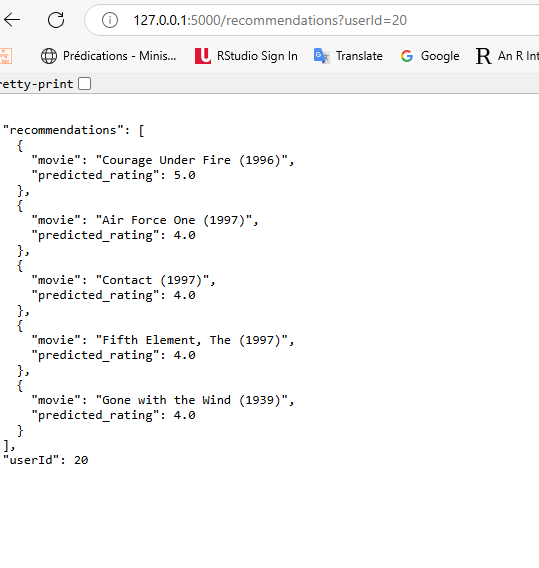 127.0.0.1:5000/recommendations?userId=20
Prédications - Minis... RStudio Sign In Translate Google An R Int
retty-print
"recommendations": [
{
"movie": "Courage Under Fire (1996)",
"predicted_rating": 5.0
},
{
"movie": "Air Force One (1997)",
"predicted_rating": 4.0
},
{
"movie": "Contact (1997)",
"predicted_rating": 4.0
},
{
"movie": "Fifth Element, The (1997)",
"predicted_rating": 4.0
},
{
"movie": "Gone with the Wind (1939)",
"predicted_rating": 4.0
}
],
"userId": 20